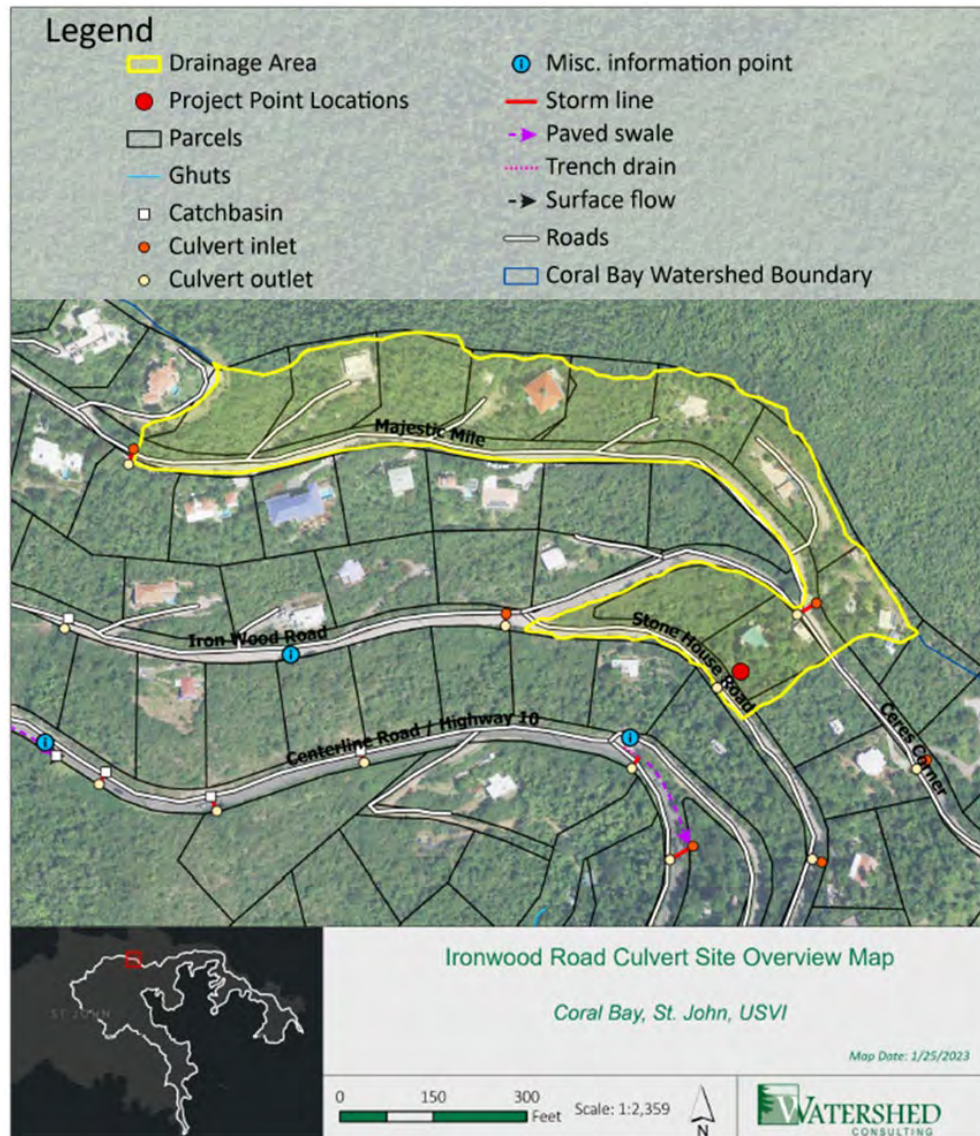 Legend
Drainage Area
Project Point Locations
Parcels
Ghuts
Catchbasin
Culvert inlet
Culvert outlet
Misc. information point
Storm line
Paved swale
Trench drain
Surface flow
Roads
Coral Bay Watershed Boundary
Majestic Mile
Iron Wood Road
Stone House Road
Ceres Corner
Centerline Road / Highway 10
ST JOHN
Ironwood Road Culvert Site Overview Map
Coral Bay, St. John, USVI
Map Date: 1/25/2023
0 150 300
Feet
Scale: 1:2,359
N
WATERSHED
CONSULTING